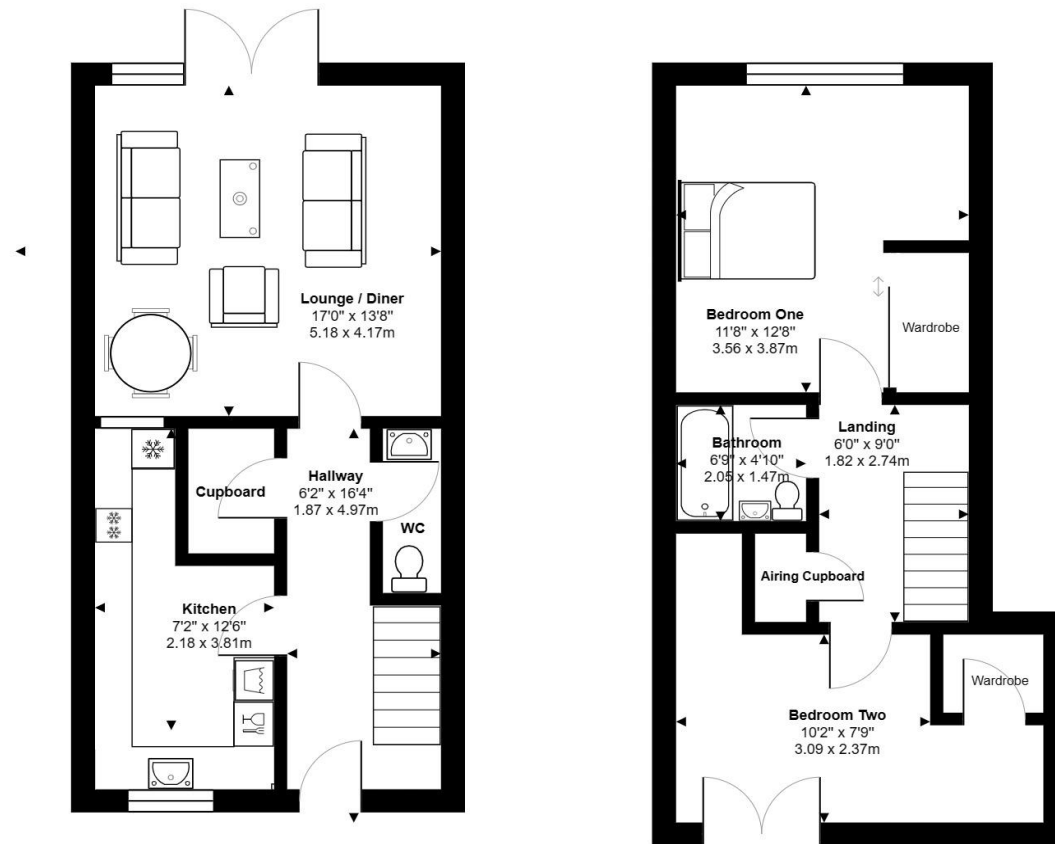 Lounge / Diner
17'0" x 13'8"
5.18 x 4.17m
Cupboard
Hallway
6'2" x 16'4"
1.87 x 4.97m
WC
Kitchen
7'2" x 12'6"
2.18 x 3.81m
Bedroom One
11'8" x 12'8"
3.56 x 3.87m
Wardrobe
Bathroom
6'9" x 4'10"
2.05 x 1.47m
Landing
6'0" x 9'0"
1.82 x 2.74m
Airing Cupboard
Wardrobe
Bedroom Two
10'2" x 7'9"
3.09 x 2.37m